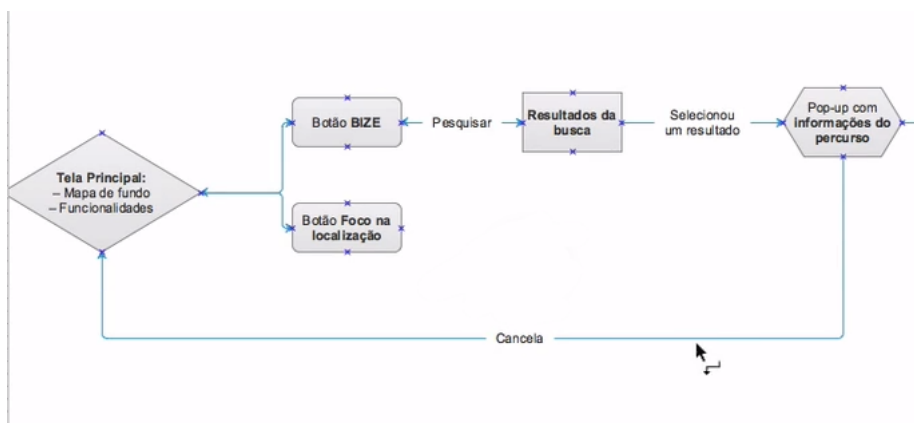 Tela Principal:
– Mapa de fundo
– Funcionalidades
Botão BIZE
Botão Foco na
localização
Pesquisar
Resultados da
busca
Selecionou
um resultado
Pop-up com
informações do
percurso
Cancela